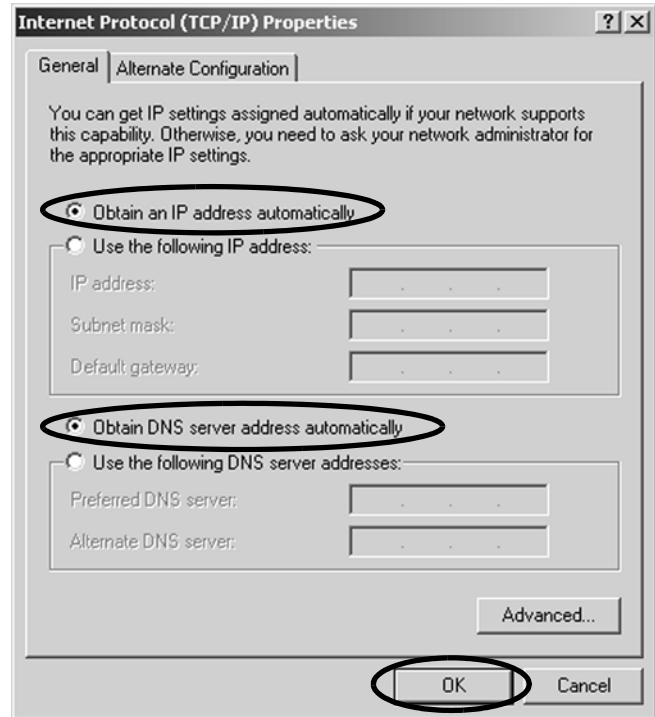 Internet Protocol (TCP/IP) Properties
General
Alternate Configuration
You can get IP settings assigned automatically if your network supports
this capability. Otherwise, you need to ask your network administrator for
the appropriate IP settings.
Obtain an IP address automatically
Use the following IP address:
IP address:
Subnet mask:
Default gateway:
Obtain DNS server address automatically
Use the following DNS server addresses:
Preferred DNS server:
Alternate DNS server:
Advanced...
OK
Cancel